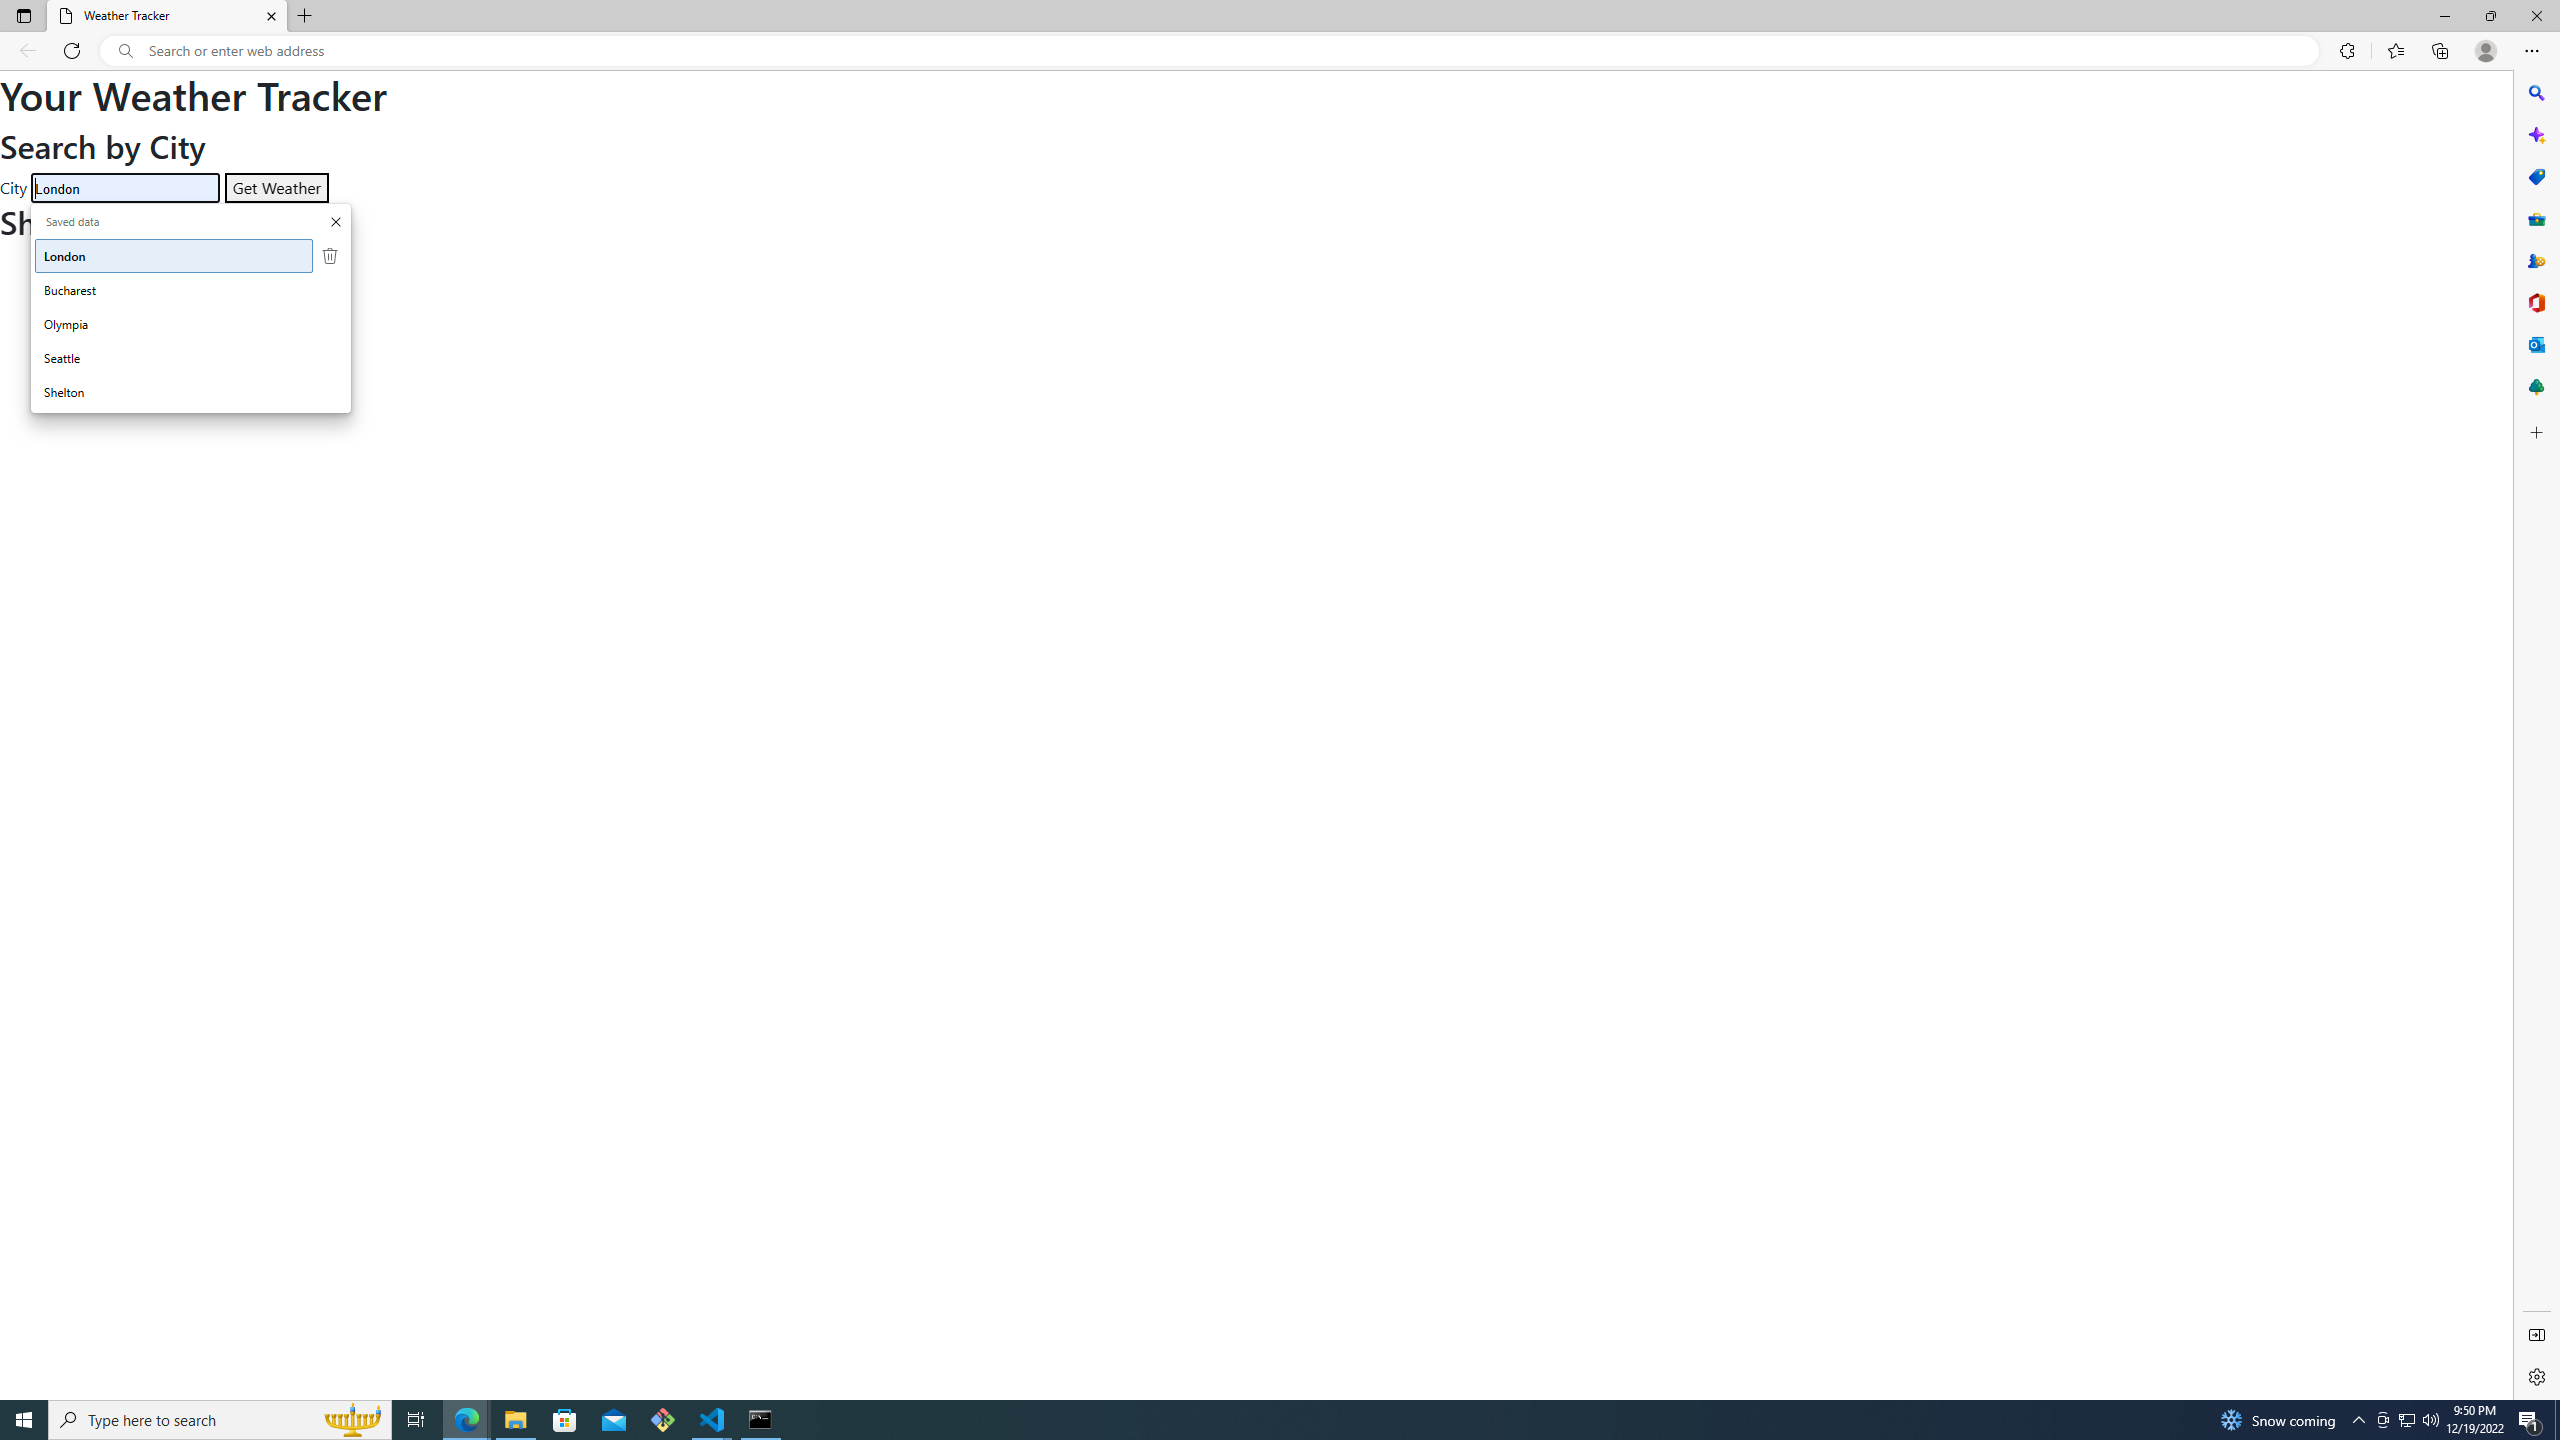 Weather Tracker
Search or enter web address
Your Weather Tracker
Search by City
City London Get Weather
Sh
Saved data
London
Bucharest
Olympia
Seattle
Shelton
Type here to search
Snow coming
9:50 PM
12/19/2022
1